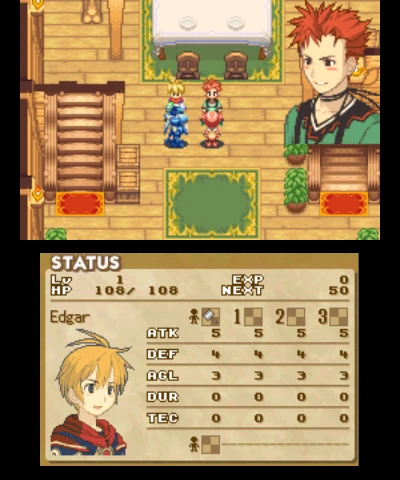 STATUS
Lv 1 EXP 0
HP 108/ 108 NEXT 50
Edgar 1 2 3
ATK 5 5 5 5
DEF 4 4 4 4
AGL 3 3 3 3
DUR 0 0 0 0
TEC 0 0 0 0